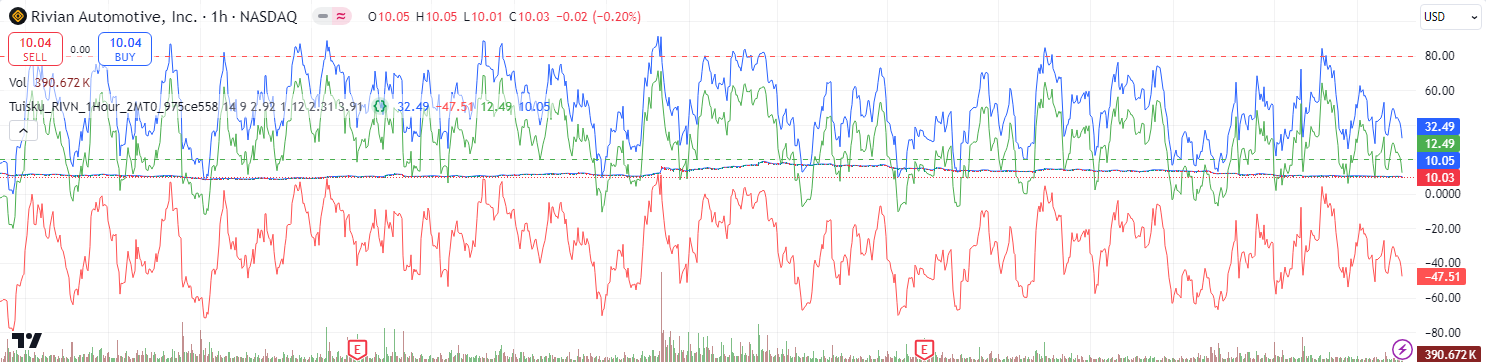 Rivian Automotive, Inc. · 1h · NASDAQ O10.05 H10.05 L10.01 C10.03 −0.02 (−0.20%)
USD
10.04 SELL
0.00
10.04 BUY
Vol 390.672 K
Tuisku_RIVN_1Hour_2MT0_975ce558 14 9 2.92 1.12 2.31 3.91 32.49 −47.51 12.49 10.05
80.00
60.00
32.49
12.49
10.05
10.03
0.0000
−20.00
−40.00
−47.51
−60.00
−80.00
390.672 K
E
E